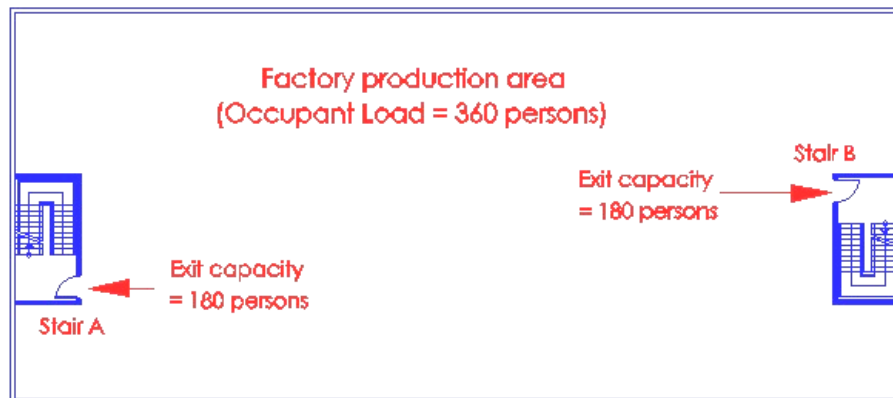 Factory production area
(Occupant Load = 360 persons)
Stair B
Exit capacity
= 180 persons
Exit capacity
= 180 persons
Stair A